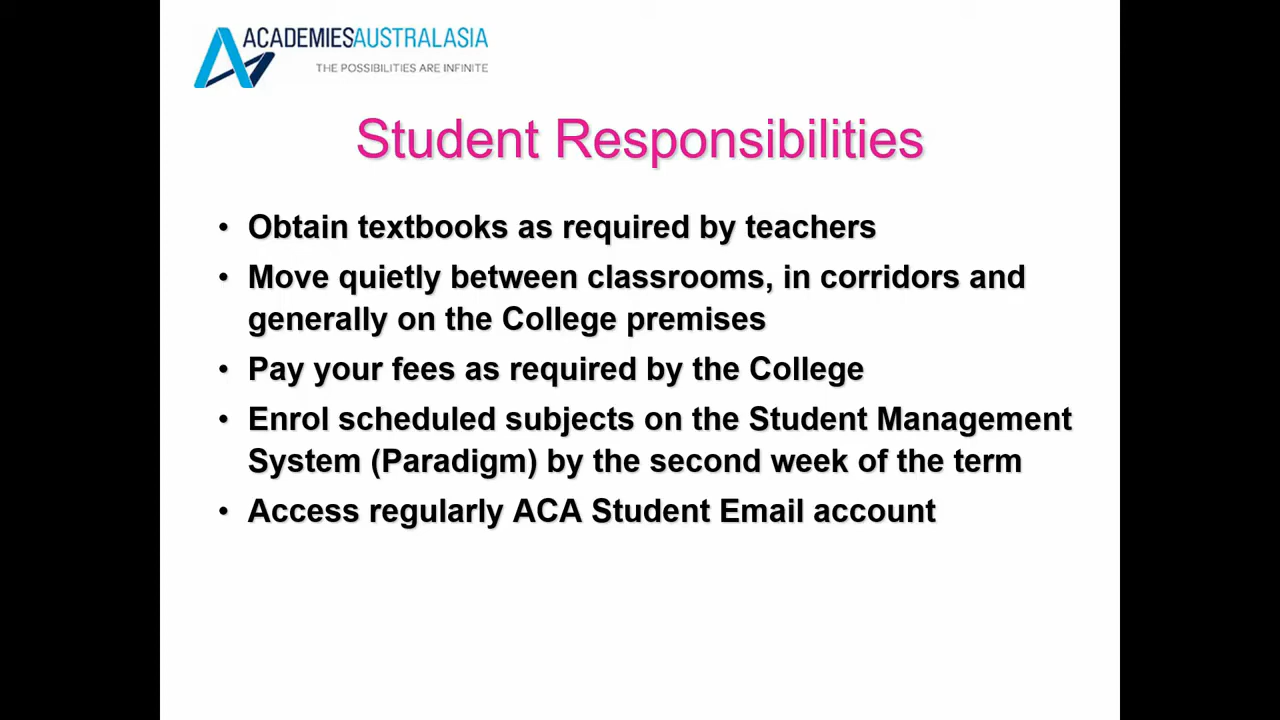 ACADEMIESAUSTRALASIA
THE POSSIBILITIES ARE INFINITE
Student Responsibilities
• Obtain textbooks as required by teachers
• Move quietly between classrooms, in corridors and
generally on the College premises
• Pay your fees as required by the College
• Enrol scheduled subjects on the Student Management
System (Paradigm) by the second week of the term
• Access regularly ACA Student Email account